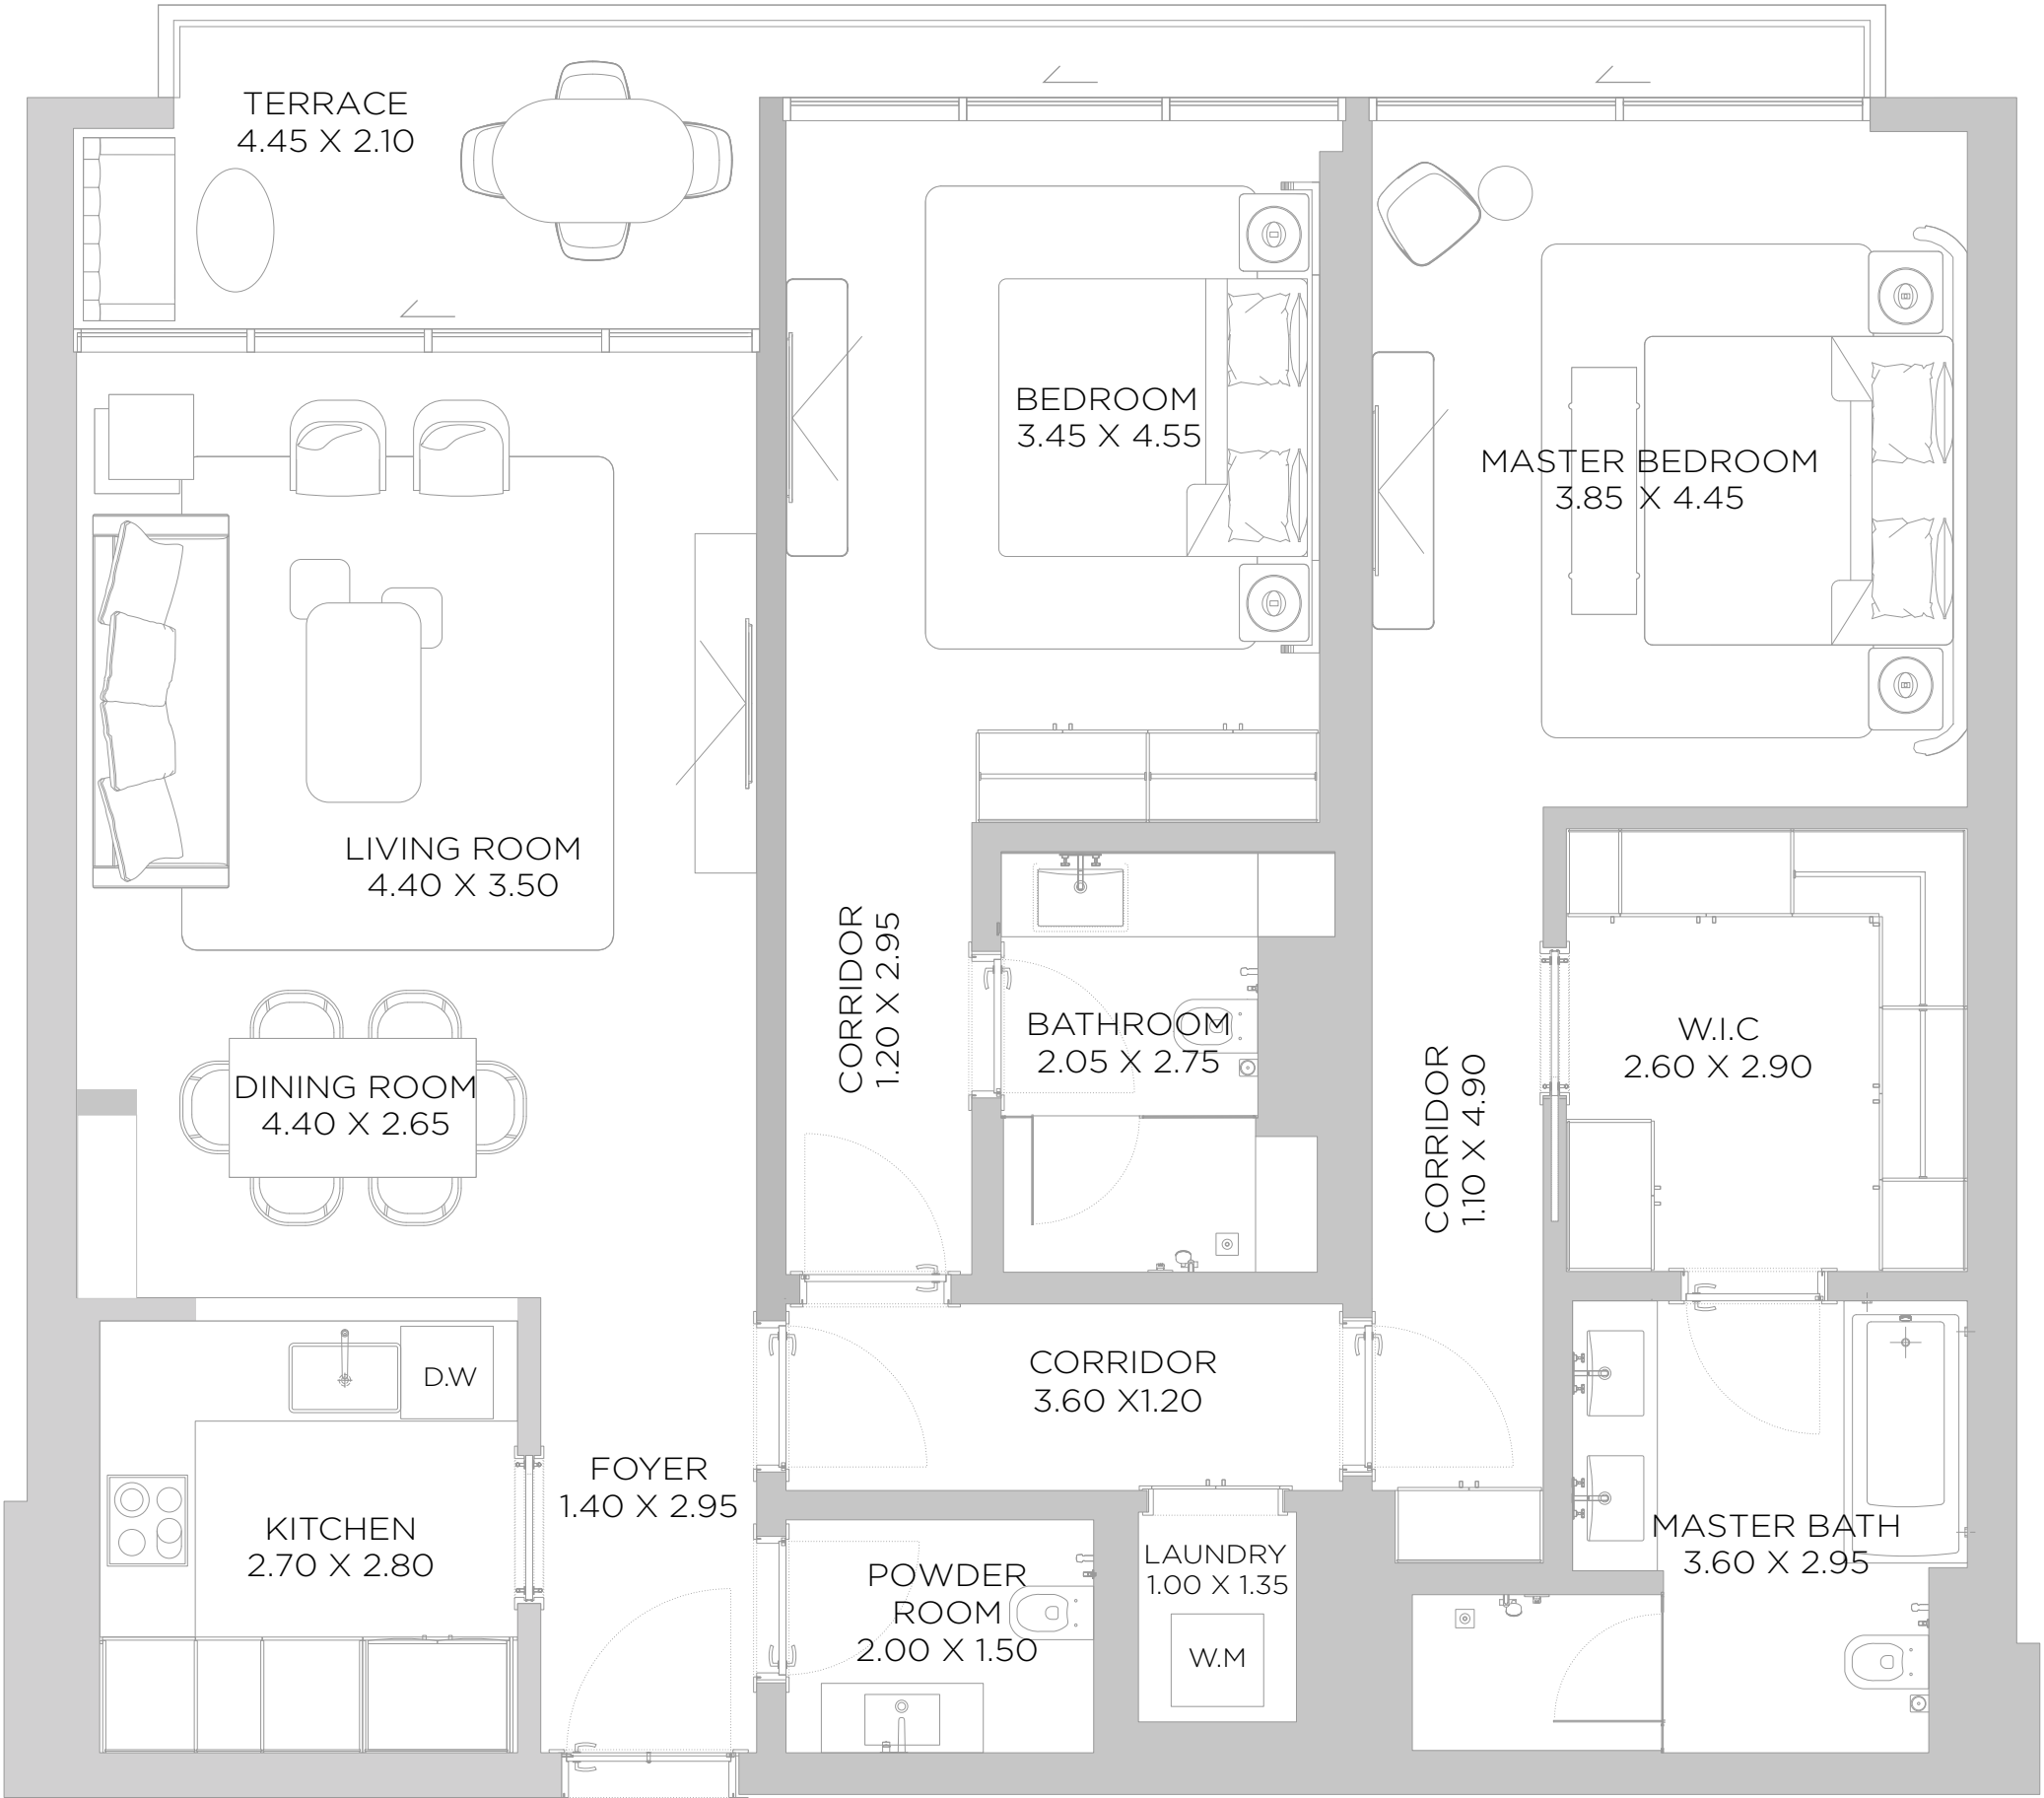 TERRACE
4.45 X 2.10
BEDROOM
3.45 X 4.55
MASTER BEDROOM
3.85 X 4.45
LIVING ROOM
4.40 X 3.50
CORRIDOR
1.20 X 2.95
BATHROOM
2.05 X 2.75
CORRIDOR
1.10 X 4.90
W.I.C
2.60 X 2.90
DINING ROOM
4.40 X 2.65
D.W
CORRIDOR
3.60 X1.20
FOYER
1.40 X 2.95
KITCHEN
2.70 X 2.80
POWDER
ROOM
2.00 X 1.50
LAUNDRY
1.00 X 1.35
W.M
MASTER BATH
3.60 X 2.95